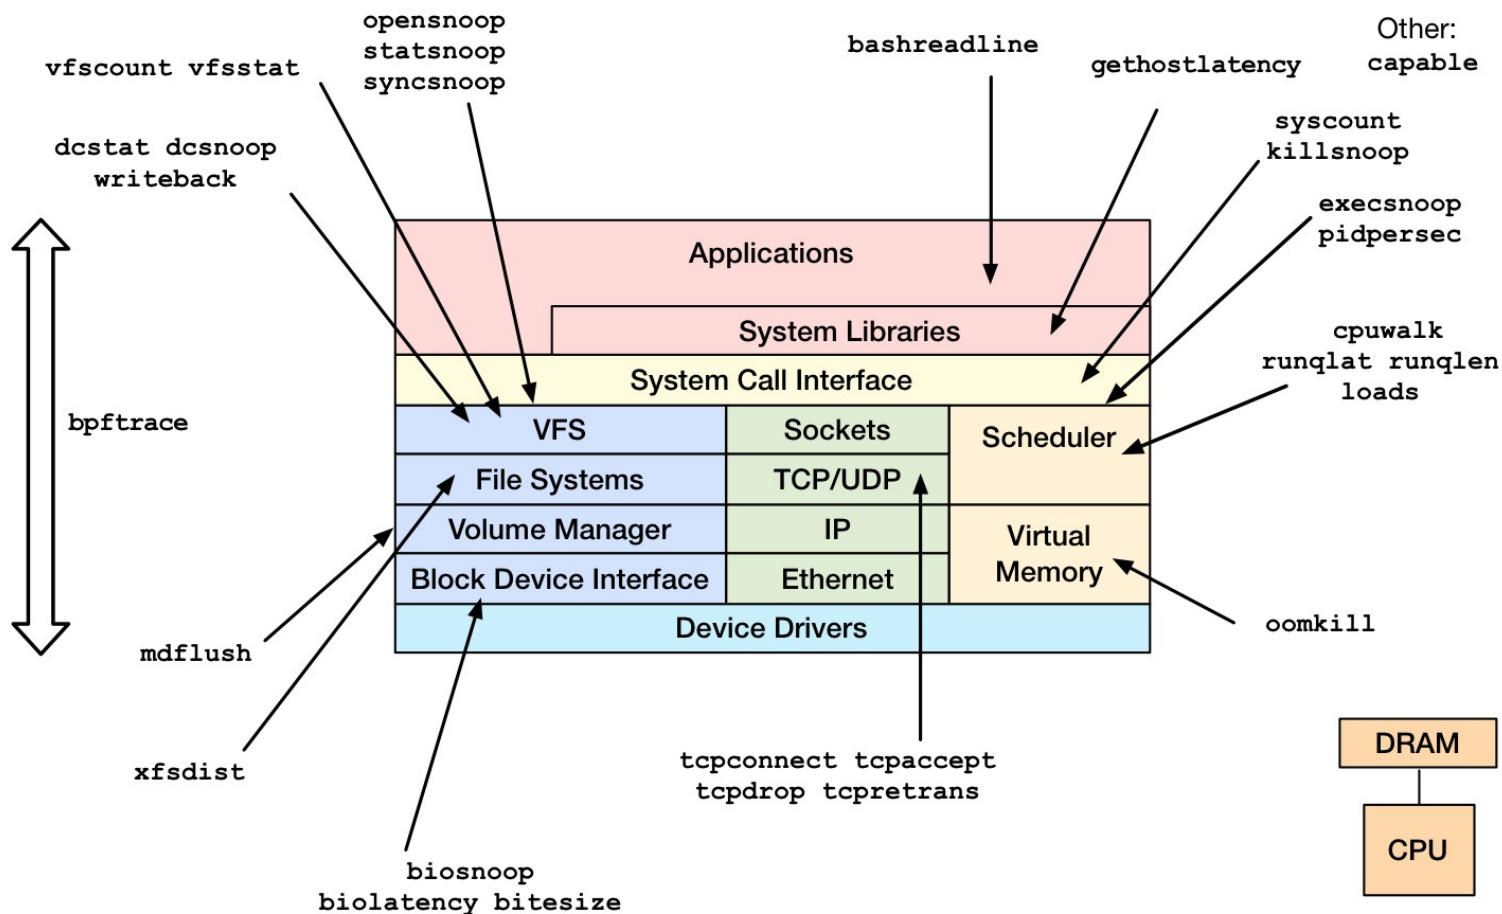 opensnoop
statsnoop
syncsnoop
vfscount vfsstat
dcstat dcsnoop
writeback
bashreadline
gethostlatency
Other:
capable
syscount
killsnoop
execsnoop
pidpersec
cpuwalk
runqlat runqlen
loads
bpftrace
Applications
System Libraries
System Call Interface
VFS
Sockets
Scheduler
File Systems
TCP/UDP
Volume Manager
IP
Virtual
Memory
Block Device Interface
Ethernet
Device Drivers
oomkill
mdflush
xfsdist
tcpconnect tcpaccept
tcpdrop tcpretrans
biosnoop
biolatency bitesize
DRAM
CPU